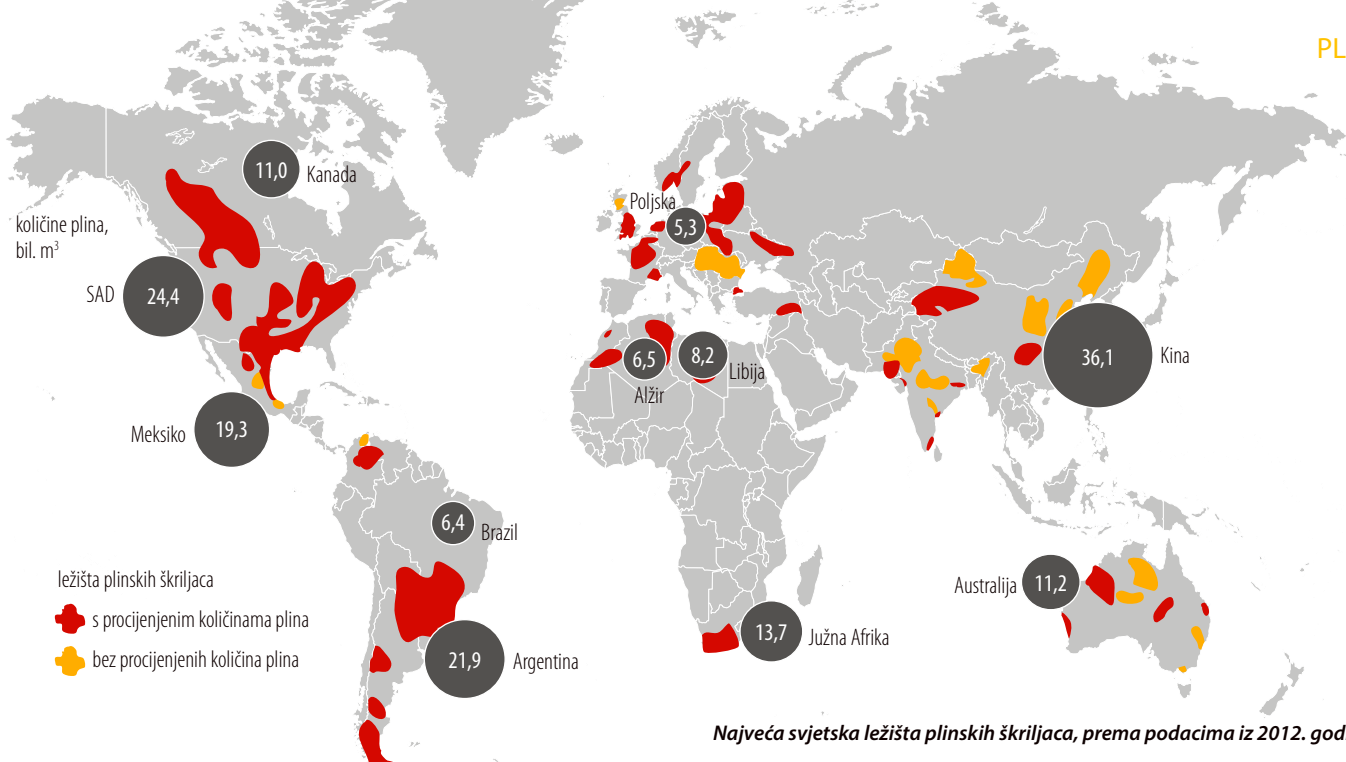 PL
11,0 Kanada
količine plina,
bil. m³
SAD 24,4
Meksiko 19,3
6,4 Brazil
21,9 Argentina
Poljska
5,3
6,5
Alžir
8,2
Libija
36,1 Kina
13,7 Južna Afrika
Australija 11,2
ležišta plinskih škriljaca
s procijenjenim količinama plina
bez procijenjenih količina plina
Najveća svjetska ležišta plinskih škriljaca, prema podacima iz 2012. god.